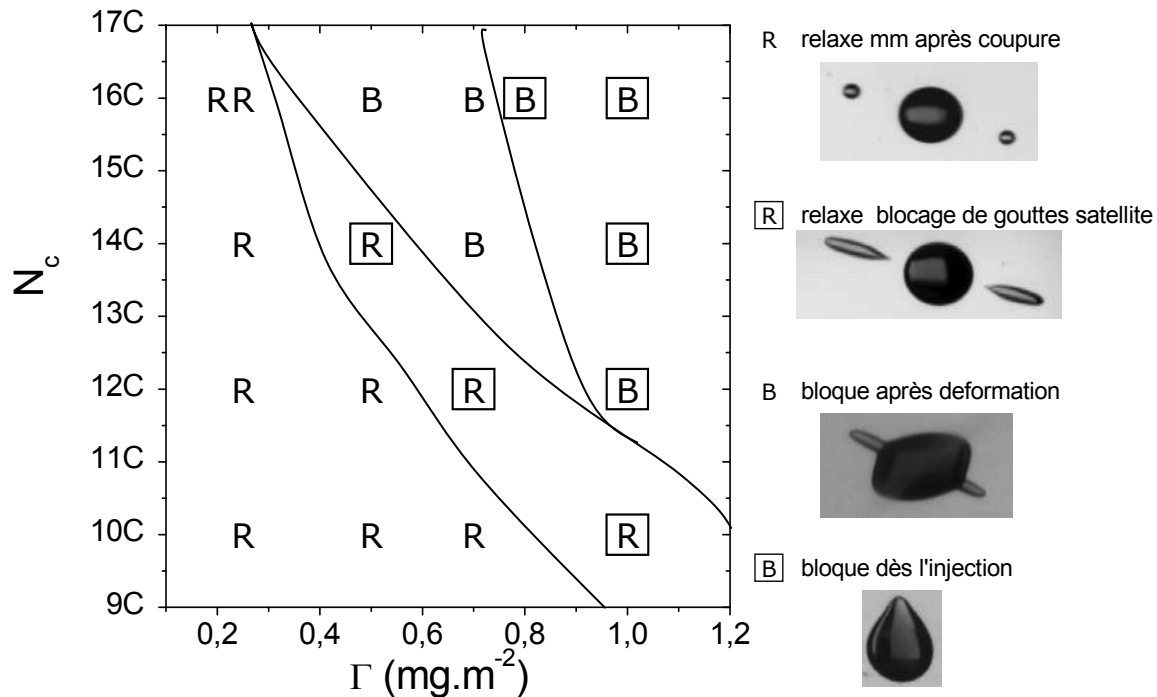 17C
16C
15C
14C
13C
12C
11C
10C
9C
N_c
RR B B B B
R R B B
R R R B
R R R R
0,2 0,4 0,6 0,8 1,0 1,2
Γ (mg.m⁻²)
R relaxe mm après coupure
R relaxe blocage de gouttes satellite
B bloque après deformation
B bloque dès l'injection